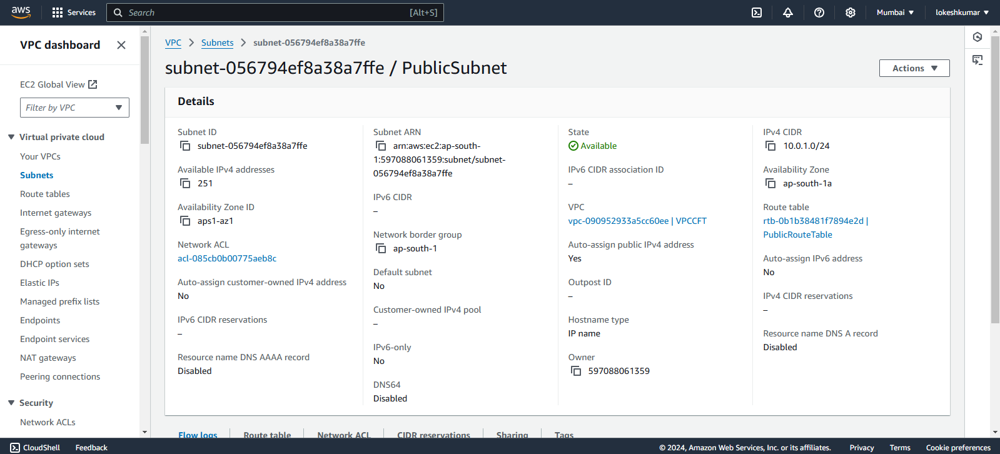 aws
Services
Search
[Alt+S]
Mumbai
lokeshkumar
VPC dashboard
EC2 Global View
Filter by VPC
Virtual private cloud
Your VPCs
Subnets
Route tables
Internet gateways
Egress-only internet
gateways
DHCP option sets
Elastic IPs
Managed prefix lists
Endpoints
Endpoint services
NAT gateways
Peering connections
Security
Network ACLs
VPC
Subnets
subnet-056794ef8a38a7ffe
subnet-056794ef8a38a7ffe / PublicSubnet
Actions
Details
Subnet ID
subnet-056794ef8a38a7ffe
Available IPv4 addresses
251
Availability Zone ID
aps1-az1
Network ACL
acl-085cb0b00775aeb8c
Auto-assign customer-owned IPv4 address
No
IPv6 CIDR reservations
–
Resource name DNS AAAA record
Disabled
Subnet ARN
arn:aws:ec2:ap-south-
1:597088061359:subnet/subnet-
056794ef8a38a7ffe
IPv6 CIDR
–
Network border group
ap-south-1
Default subnet
No
Customer-owned IPv4 pool
–
IPv6-only
No
DNS64
Disabled
State
Available
IPv6 CIDR association ID
–
VPC
vpc-090952933a5cc60ee | VPCCFT
Auto-assign public IPv4 address
Yes
Outpost ID
–
Hostname type
IP name
Owner
597088061359
IPv4 CIDR
10.0.1.0/24
Availability Zone
ap-south-1a
Route table
rtb-0b1b38481f7894e2d |
PublicRouteTable
Auto-assign IPv6 address
No
IPv4 CIDR reservations
–
Resource name DNS A record
Disabled
Flow logs
Route table
Network ACL
CIDR reservations
Sharing
Tags
CloudShell
Feedback
© 2024, Amazon Web Services, Inc. or its affiliates.
Privacy
Terms
Cookie preferences